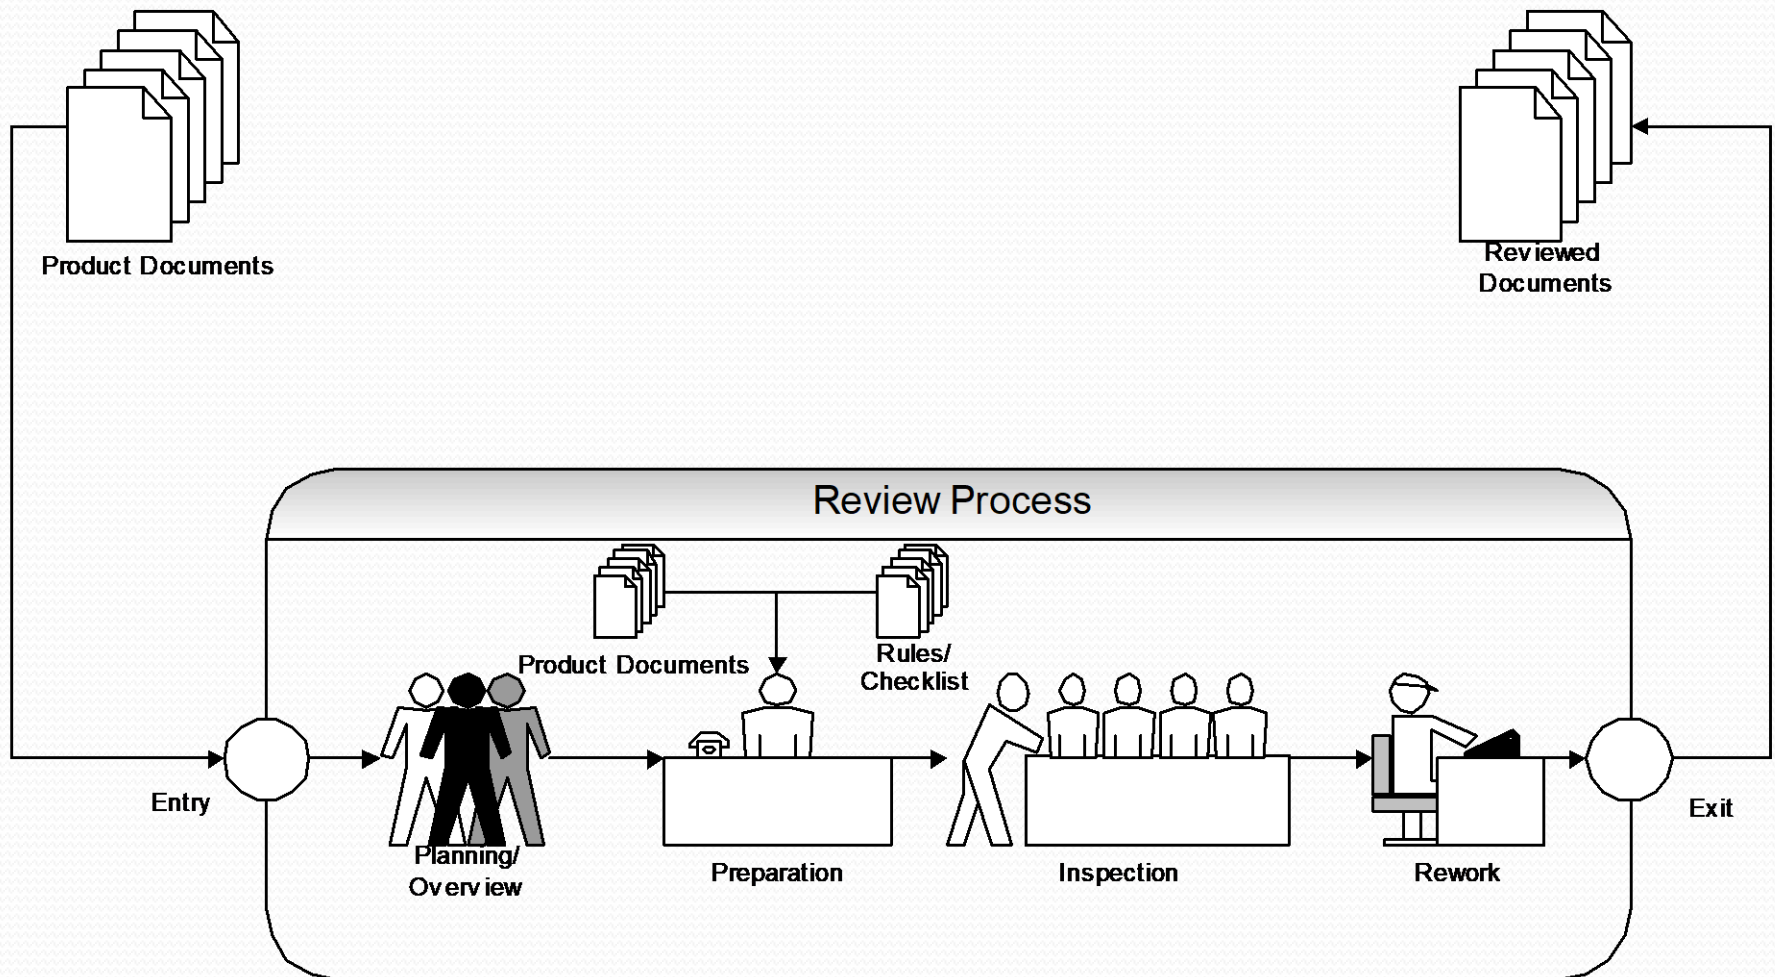 Product Documents
Reviewed
Documents
Review Process
Product Documents
Rules/
Checklist
Entry
Planning/
Overview
Preparation
Inspection
Rework
Exit